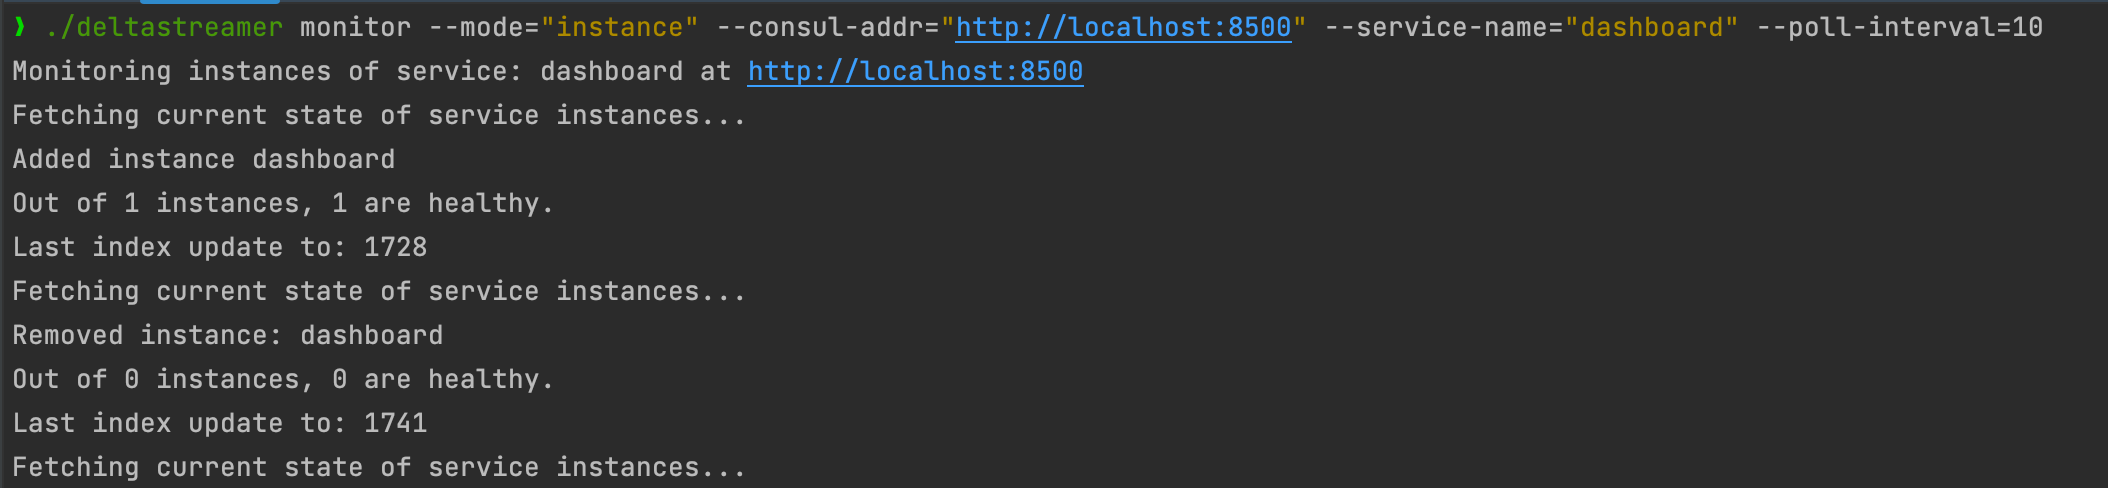 ❯ ./deltastreamer monitor --mode="instance" --consul-addr="http://localhost:8500" --service-name="dashboard" --poll-interval=10
Monitoring instances of service: dashboard at http://localhost:8500
Fetching current state of service instances...
Added instance dashboard
Out of 1 instances, 1 are healthy.
Last index update to: 1728
Fetching current state of service instances...
Removed instance: dashboard
Out of 0 instances, 0 are healthy.
Last index update to: 1741
Fetching current state of service instances...